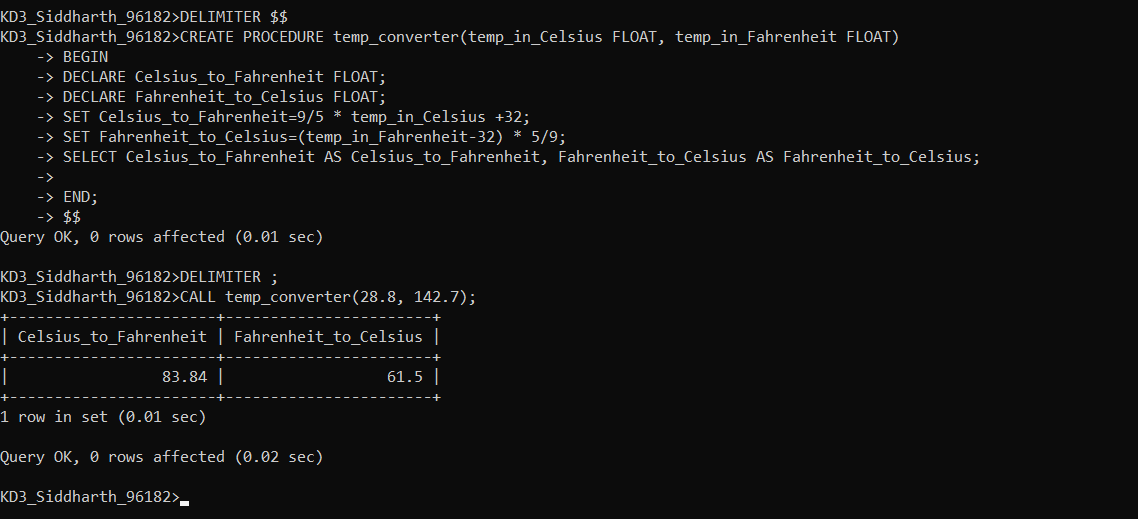 KD3_Siddharth_96182>DELIMITER $$
KD3_Siddharth_96182>CREATE PROCEDURE temp_converter(temp_in_Celsius FLOAT, temp_in_Fahrenheit FLOAT)
    -> BEGIN
    -> DECLARE Celsius_to_Fahrenheit FLOAT;
    -> DECLARE Fahrenheit_to_Celsius FLOAT;
    -> SET Celsius_to_Fahrenheit=9/5 * temp_in_Celsius +32;
    -> SET Fahrenheit_to_Celsius=(temp_in_Fahrenheit-32) * 5/9;
    -> SELECT Celsius_to_Fahrenheit AS Celsius_to_Fahrenheit, Fahrenheit_to_Celsius AS Fahrenheit_to_Celsius;
    ->
    -> END;
    -> $$
Query OK, 0 rows affected (0.01 sec)

KD3_Siddharth_96182>DELIMITER ;
KD3_Siddharth_96182>CALL temp_converter(28.8, 142.7);
+-----------------------+-----------------------+
| Celsius_to_Fahrenheit | Fahrenheit_to_Celsius |
+-----------------------+-----------------------+
|                 83.84 |                  61.5 |
+-----------------------+-----------------------+
1 row in set (0.01 sec)

Query OK, 0 rows affected (0.02 sec)

KD3_Siddharth_96182>